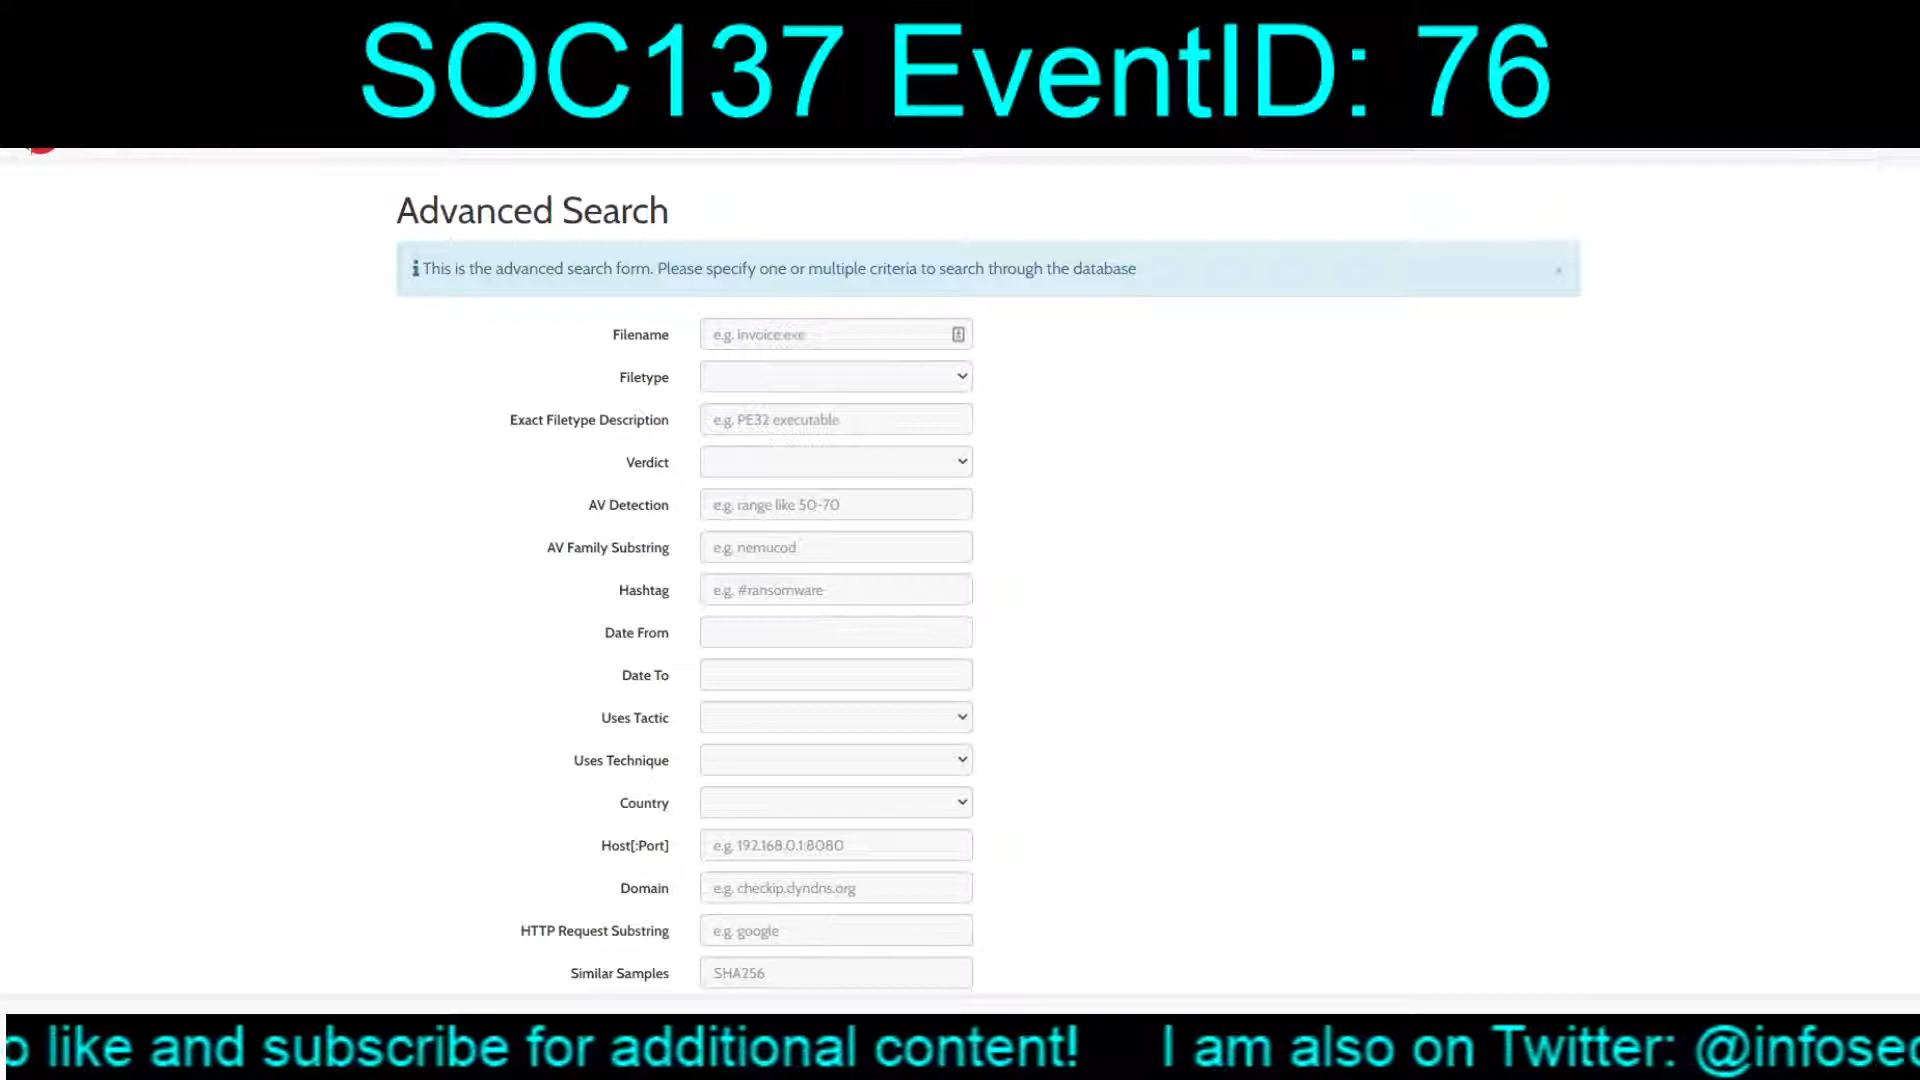 SOC137 EventID: 76
Advanced Search
This is the advanced search form. Please specify one or multiple criteria to search through the database
Filename e.g. invoice.exe
Filetype
Exact Filetype Description e.g. PE32 executable
Verdict
AV Detection e.g. range like 50-70
AV Family Substring e.g. nemucod
Hashtag e.g. #ransomware
Date From
Date To
Uses Tactic
Uses Technique
Country
Host[:Port] e.g. 192.168.0.1:8080
Domain e.g. checkip.dyndns.org
HTTP Request Substring e.g. google
Similar Samples SHA256
o like and subscribe for additional content! I am also on Twitter: @infosec